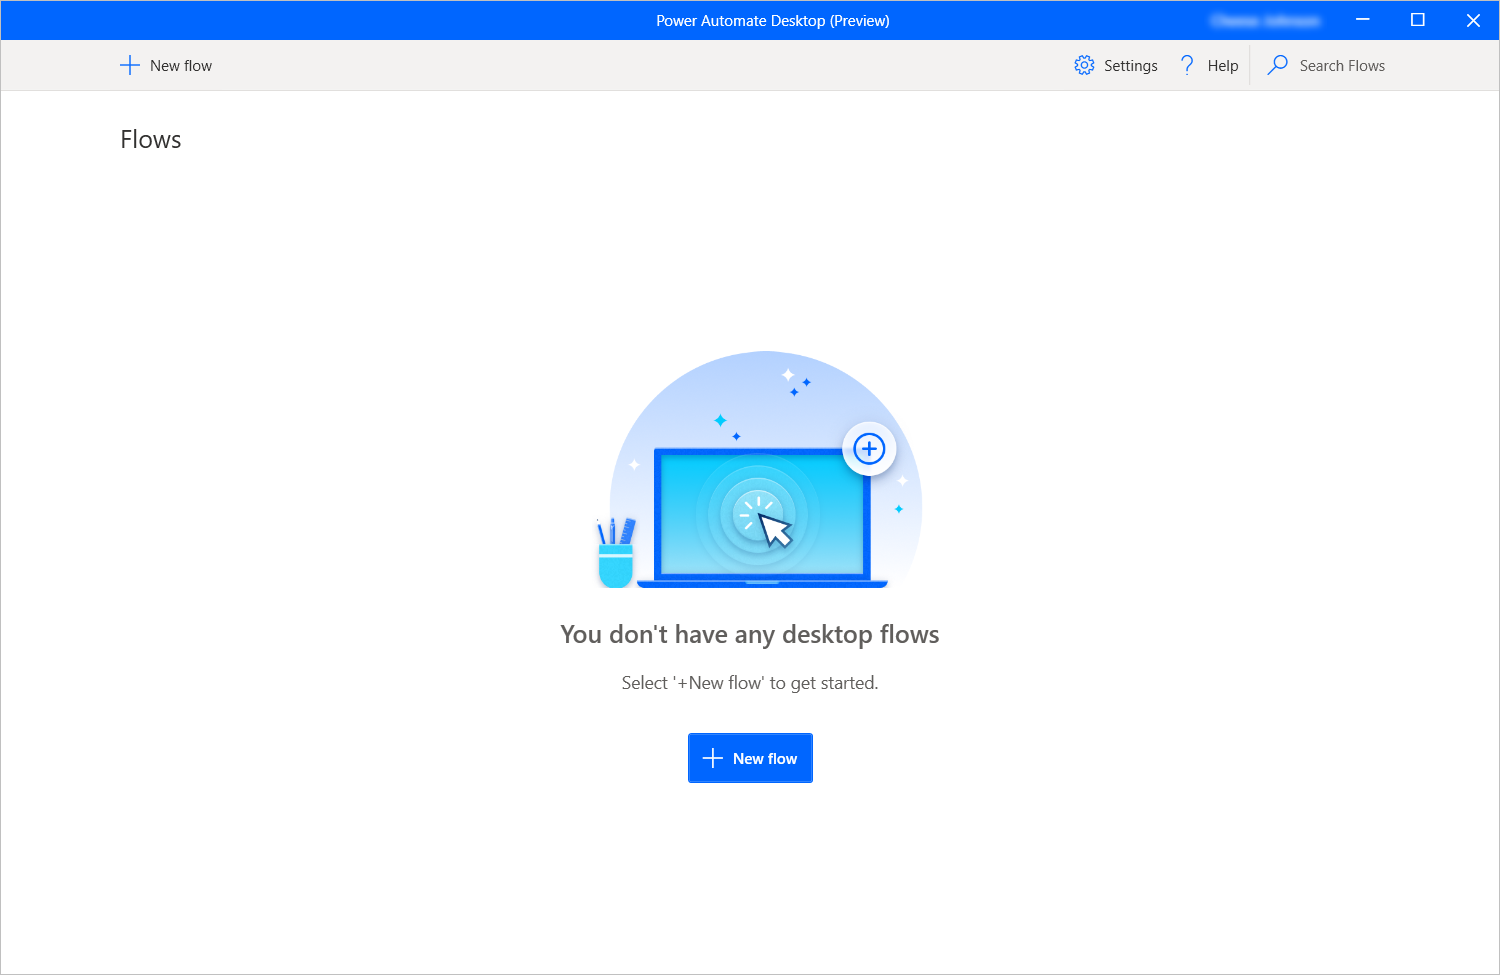 Power Automate Desktop (Preview)
New flow
Settings
Help
Search Flows
Flows
You don't have any desktop flows
Select '+New flow' to get started.
New flow